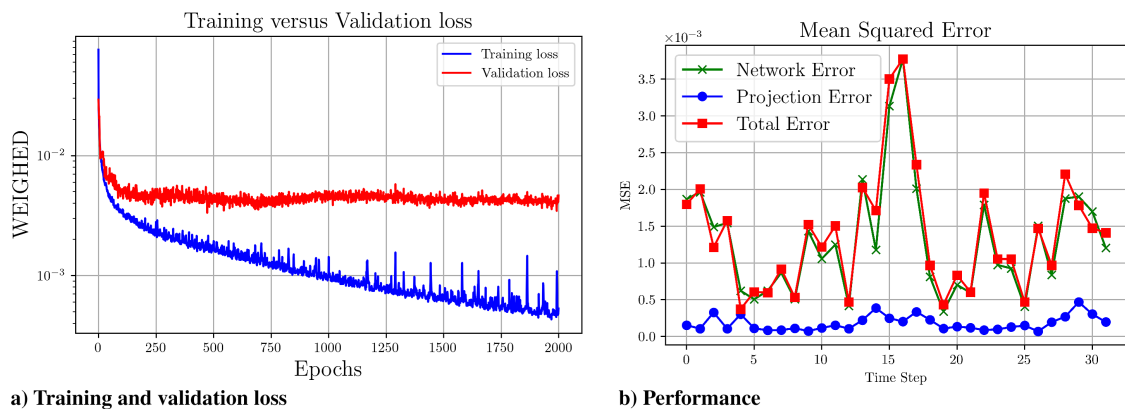 Training versus Validation loss
WEIGHED
10^{-2}
10^{-3}
Training loss
Validation loss
0 250 500 750 1000 1250 1500 1750 2000
Epochs
a) Training and validation loss
Mean Squared Error
×10^{-3}
MSE
3.5
3.0
2.5
2.0
1.5
1.0
0.5
0.0
Network Error
Projection Error
Total Error
0 5 10 15 20 25 30
Time Step
b) Performance